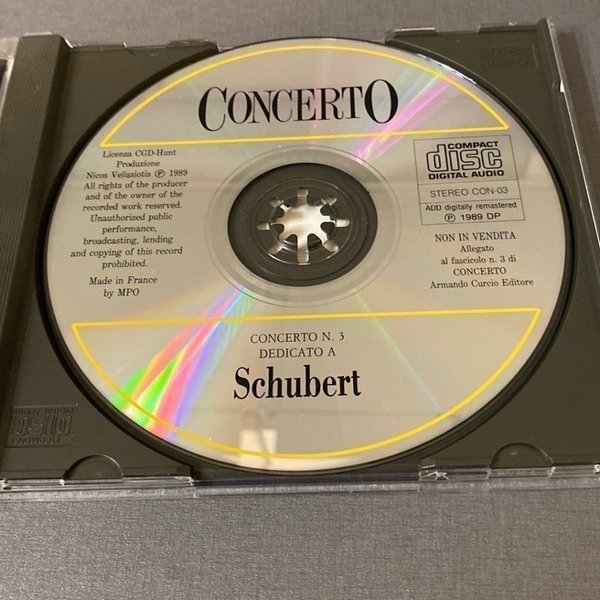 CONCERTO
Licenza CGD-Hunt
Produzione
Nicos Velissiotis Ⓟ 1989
All rights of the producer
and of the owner of the
recorded work reserved.
Unauthorized public
performance,
broadcasting, lending
and copying of this record
prohibited.
Made in France
by MPO
COMPACT
disc
DIGITAL AUDIO
STEREO CON-03
ADD digitally remastered
Ⓟ 1989 DP
NON IN VENDITA
Allegato
al fascicolo n. 3 di
CONCERTO
Armando Curcio Editore
CONCERTO N. 3
DEDICATO A
Schubert